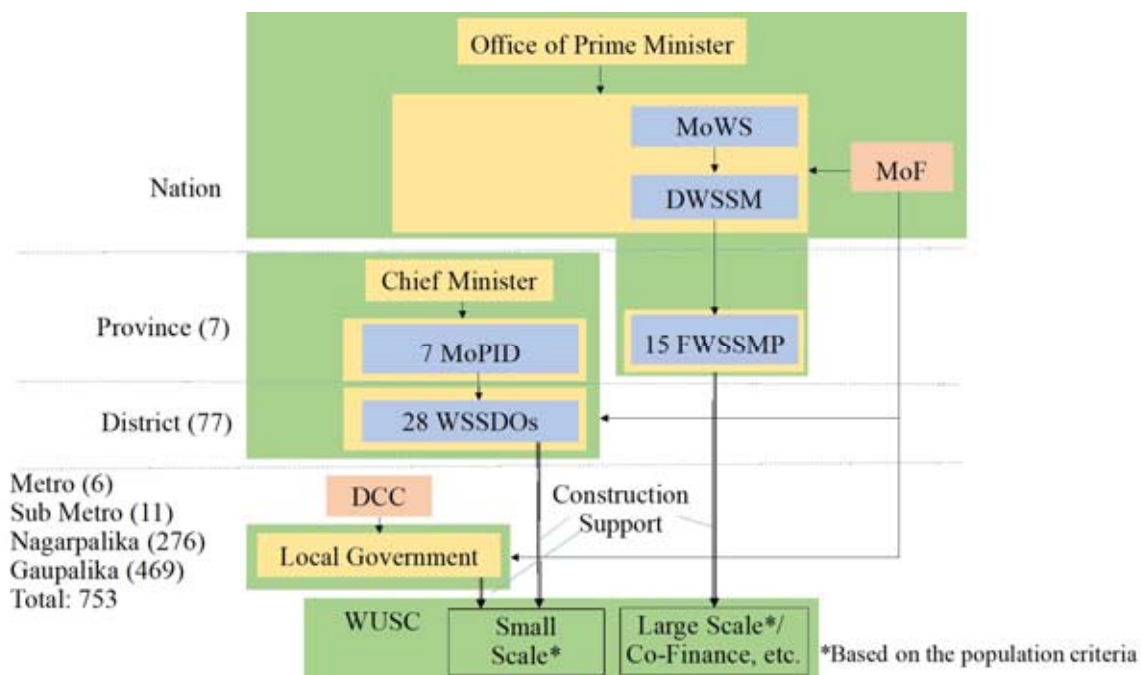 Office of Prime Minister
MoWS
MoF
Nation
DWSSM
Chief Minister
Province (7)
7 MoPID
15 FWSSMP
District (77)
28 WSSDOs
Metro (6)
Sub Metro (11)
Nagarpalika (276)
Gaupalika (469)
Total: 753
DCC
Construction
Support
Local Government
WUSC
Small
Scale*
Large Scale*/
Co-Finance, etc.
*Based on the population criteria